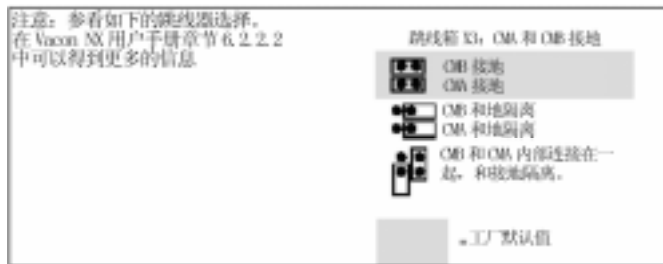 注意：参看如下的跳线器选择。
在 Vacon NX 用户手册章节 6.2.2.2
中可以得到更多的信息
跳线箱 X3：CMA 和 CMB 接地
CMB 接地
CMA 接地
CMB 和地隔离
CMA 和地隔离
CMB 和 CMA 内部连接在一
起，和接地隔离。
=工厂默认值